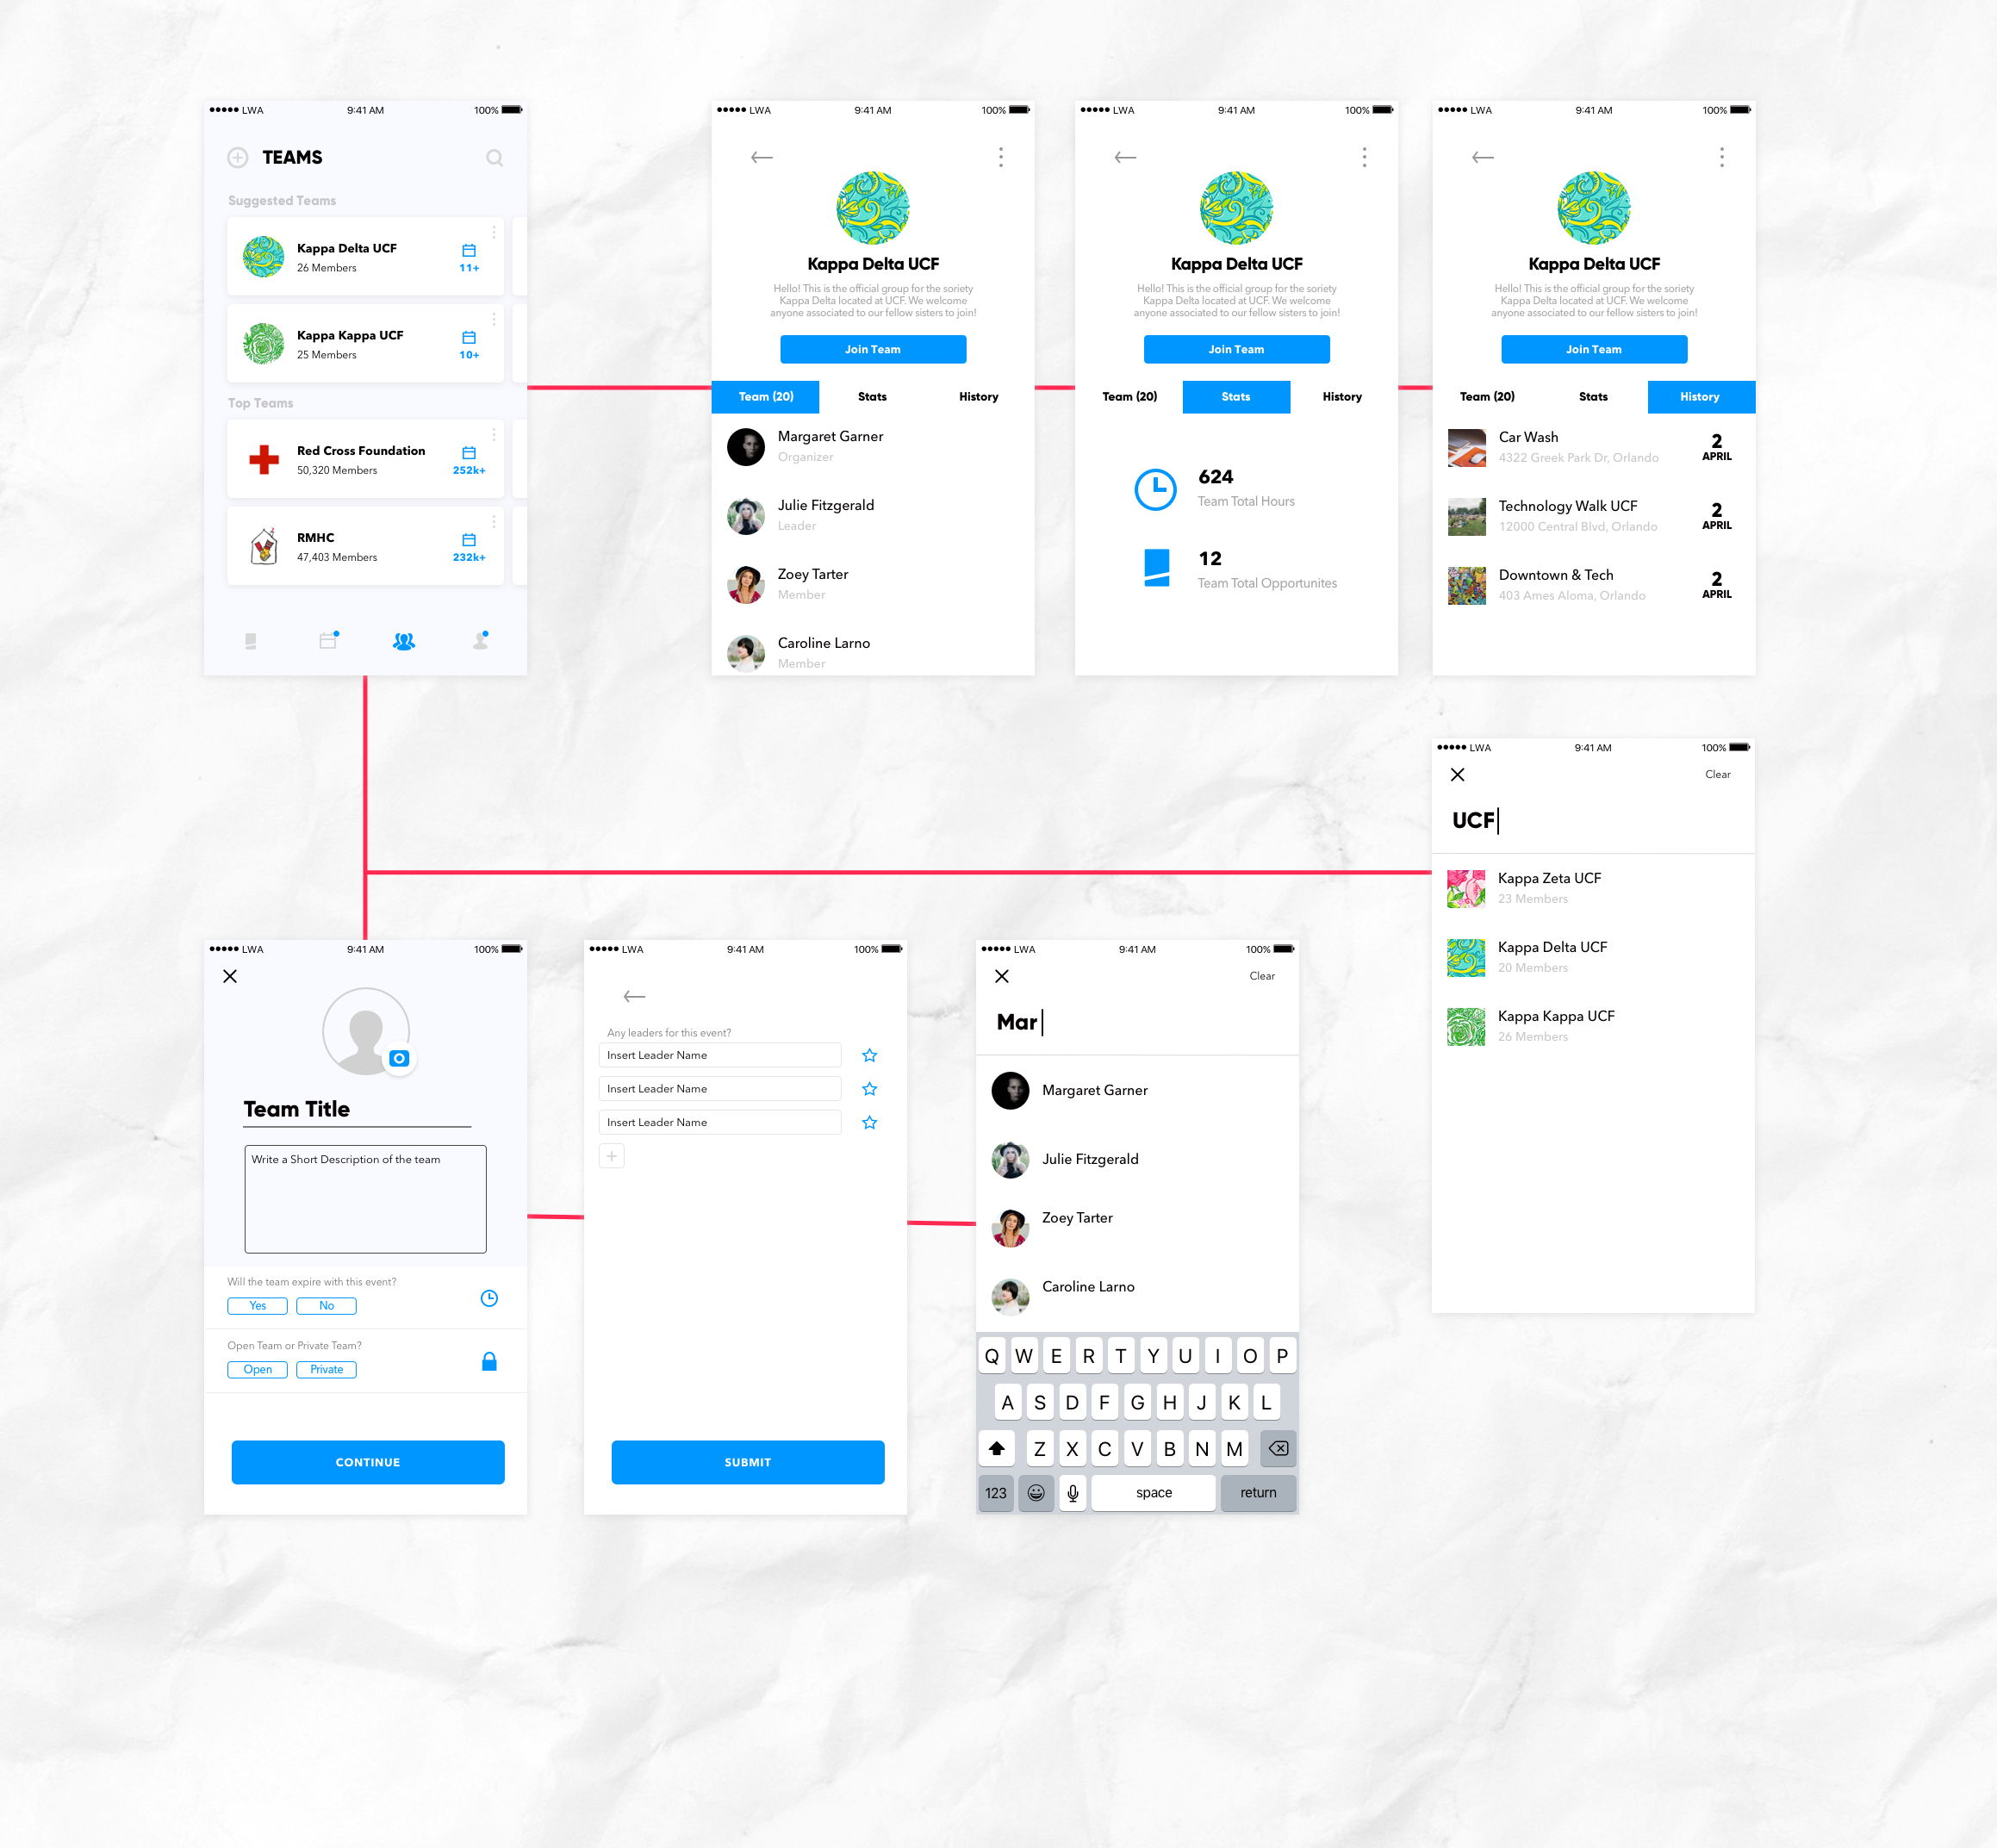 LWA 9:41 AM 100%
TEAMS
Suggested Teams
Kappa Delta UCF
26 Members
11+
Kappa Kappa UCF
25 Members
10+
Top Teams
Red Cross Foundation
50,320 Members
252k+
RMHC
47,403 Members
232k+
LWA 9:41 AM 100%
Kappa Delta UCF
Hello! This is the official group for the soriety
Kappa Delta located at UCF. We welcome
anyone associated to our fellow sisters to join!
Join Team
Team (20) Stats History
Margaret Garner
Organizer
Julie Fitzgerald
Leader
Zoey Tarter
Member
Caroline Larno
Member
LWA 9:41 AM 100%
Kappa Delta UCF
Hello! This is the official group for the soriety
Kappa Delta located at UCF. We welcome
anyone associated to our fellow sisters to join!
Join Team
Team (20) Stats History
624
Team Total Hours
12
Team Total Opportunites
LWA 9:41 AM 100%
Kappa Delta UCF
Hello! This is the official group for the soriety
Kappa Delta located at UCF. We welcome
anyone associated to our fellow sisters to join!
Join Team
Team (20) Stats History
Car Wash
4322 Greek Park Dr, Orlando
2
APRIL
Technology Walk UCF
12000 Central Blvd, Orlando
2
APRIL
Downtown & Tech
403 Ames Aloma, Orlando
2
APRIL
LWA 9:41 AM 100%
Clear
UCF
Kappa Zeta UCF
23 Members
Kappa Delta UCF
20 Members
Kappa Kappa UCF
26 Members
LWA 9:41 AM 100%
Team Title
Write a Short Description of the team
Will the team expire with this event?
Yes No
Open Team or Private Team?
Open Private
CONTINUE
LWA 9:41 AM 100%
Any leaders for this event?
Insert Leader Name
Insert Leader Name
Insert Leader Name
SUBMIT
LWA 9:41 AM 100%
Clear
Mar
Margaret Garner
Julie Fitzgerald
Zoey Tarter
Caroline Larno
Q W E R T Y U I O P
A S D F G H J K L
Z X C V B N M
123 space return